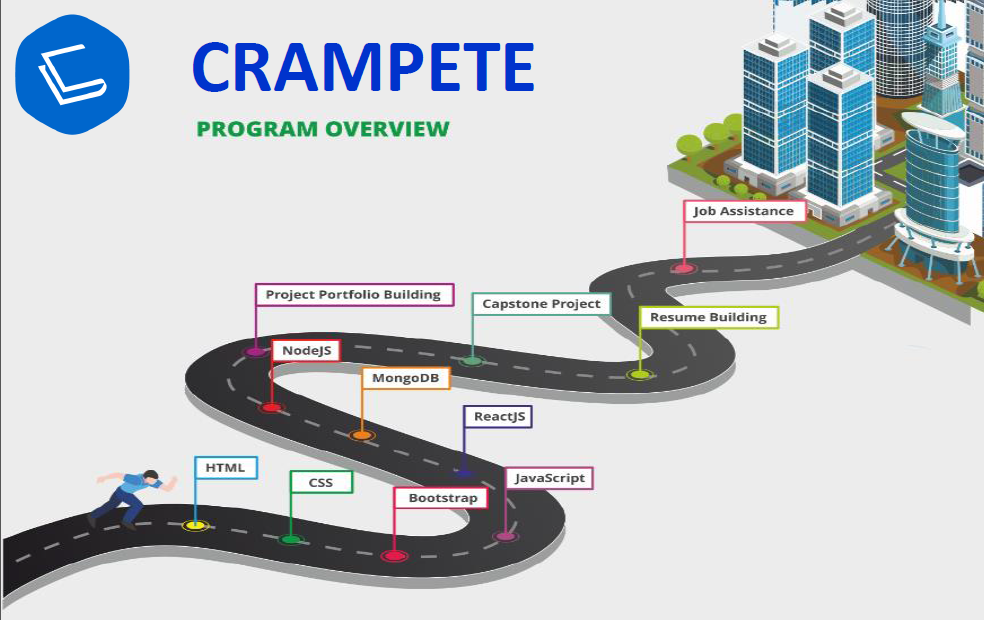 CRAMPETE
PROGRAM OVERVIEW
Job Assistance
Project Portfolio Building
Capstone Project
Resume Building
NodeJS
MongoDB
ReactJS
HTML
CSS
Bootstrap
JavaScript